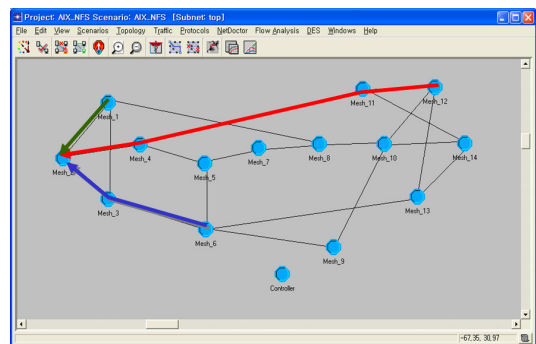 Project: AIX_NFS Scenario: AIX_NFS [Subnet: top]
File Edit View Scenarios Topology Traffic Protocols NetDoctor Flow Analysis DES Windows Help
Mesh_11
Mesh_12
Mesh_1
Mesh_4
Mesh_8
Mesh_10
Mesh_14
Mesh_7
Mesh_5
Mesh_3
Mesh_13
Mesh_6
Mesh_9
Controller
-67.35, 30.97